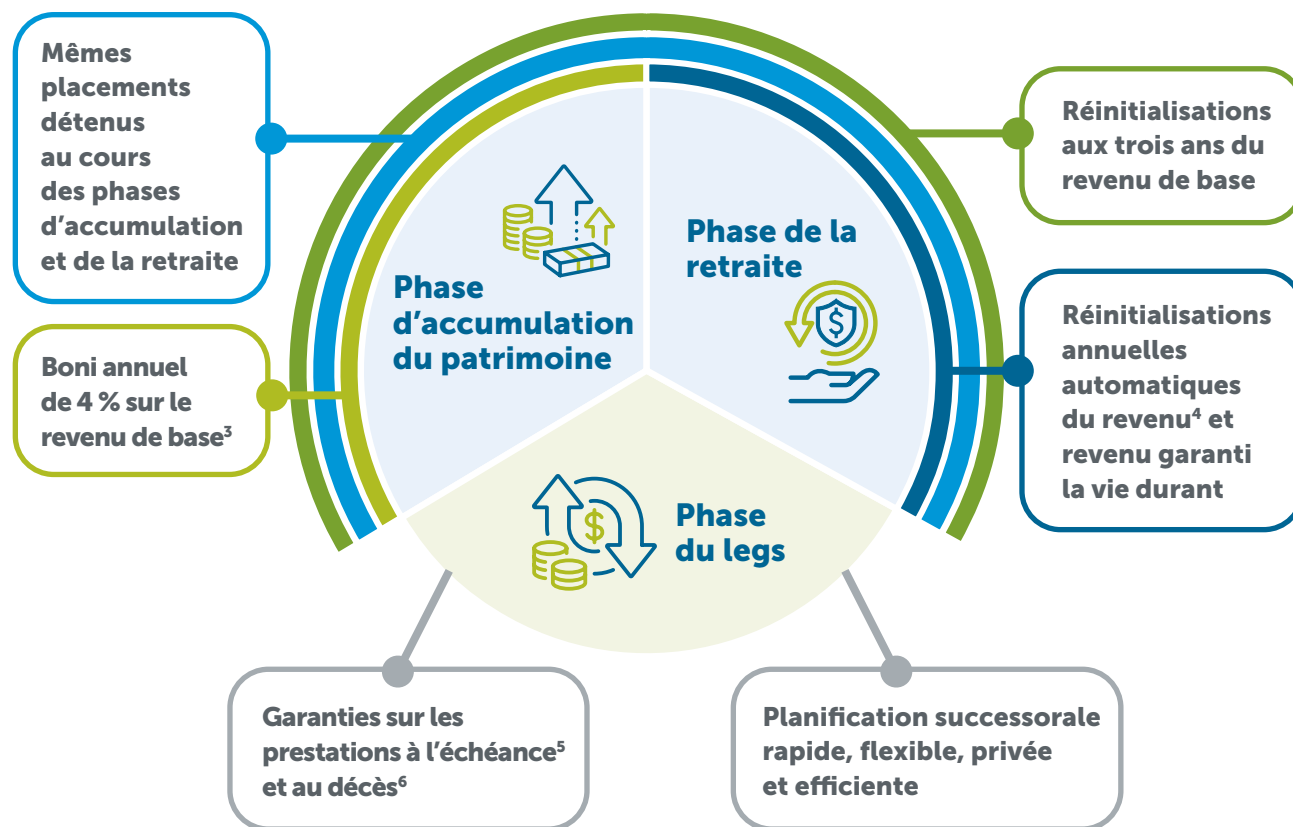 Mêmes
placements
détenus
au cours
des phases
d’accumulation
et de la retraite
Boni annuel
de 4 % sur le
revenu de base³
Phase
d’accumulation
du patrimoine
Phase de la
retraite
Réinitialisations
aux trois ans du
revenu de base
Réinitialisations
annuelles
automatiques
du revenu⁴ et
revenu garanti
la vie durant
Phase
du legs
Garanties sur les
prestations à l’échéance⁵
et au décès⁶
Planification successorale
rapide, flexible, privée
et efficiente